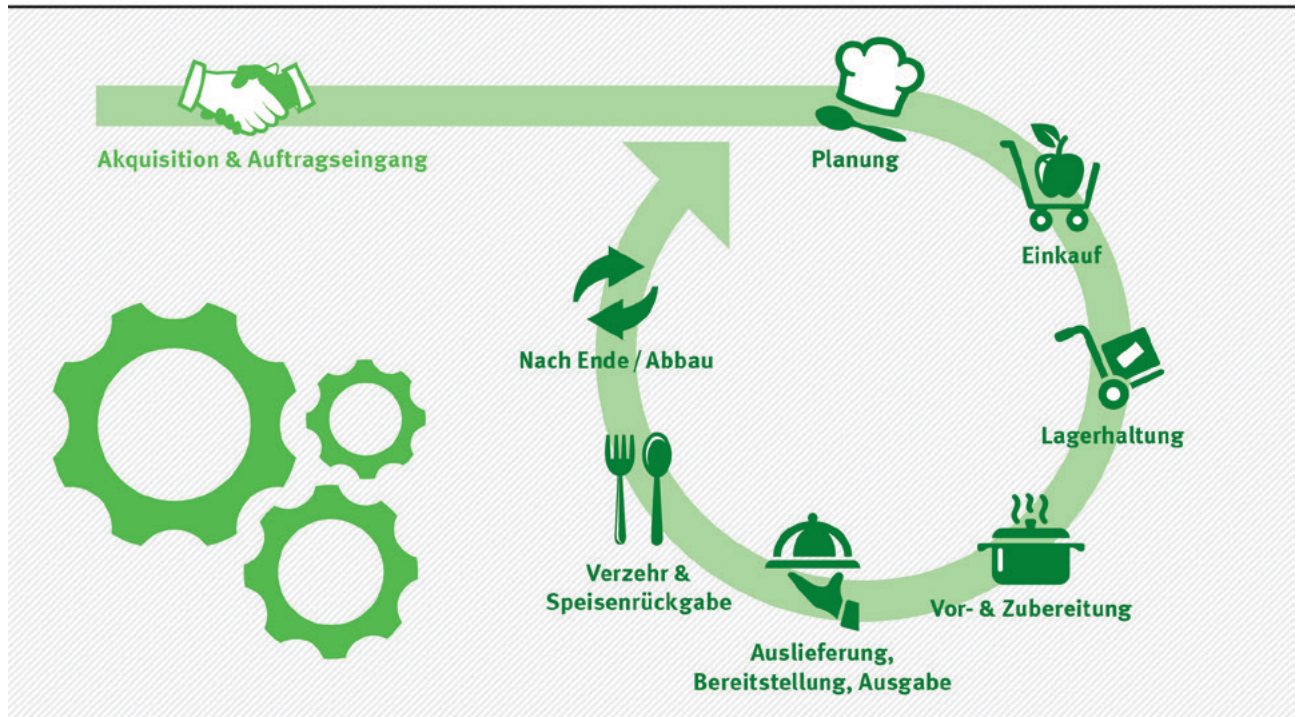 Akquisition & Auftragseingang
Planung
Einkauf
Lagerhaltung
Vor- & Zubereitung
Auslieferung,
Bereitstellung, Ausgabe
Verzehr &
Speisenrückgabe
Nach Ende / Abbau